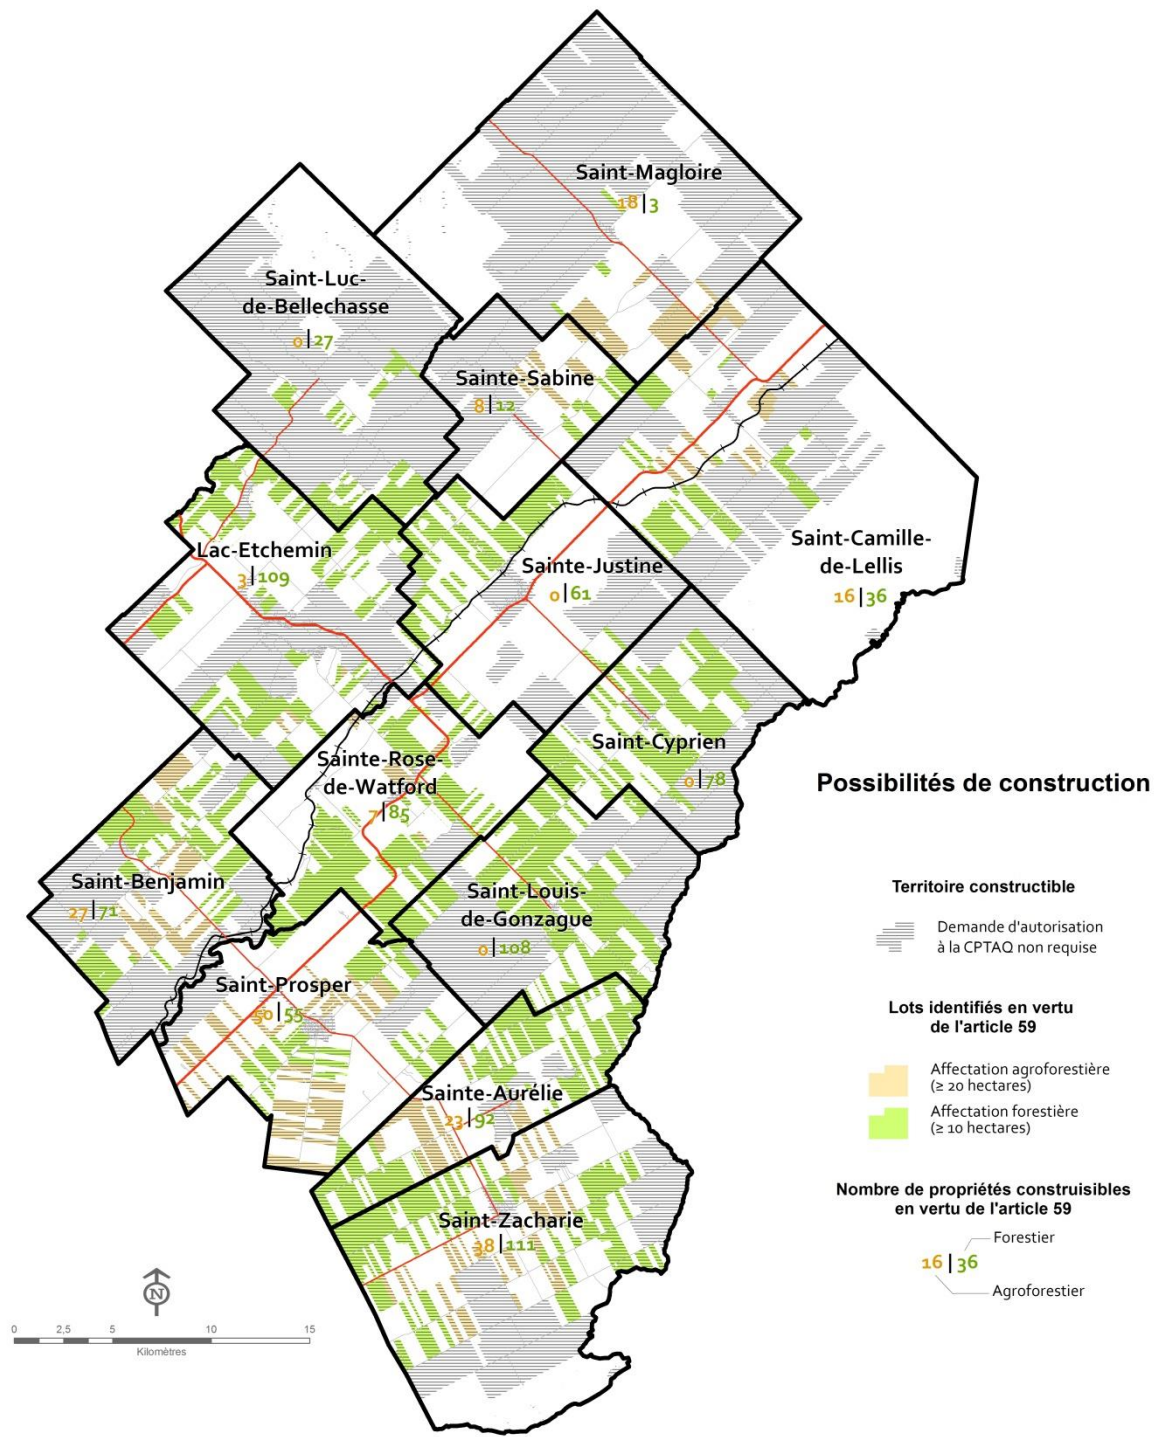 Saint-Magloire
18|3
Saint-Luc-
de-Bellechasse
0|27
Sainte-Sabine
8|12
Saint-Camille-
de-Lellis
16|36
Lac-Etchemin
3|109
Sainte-Justine
0|61
Saint-Cyprien
0|78
Sainte-Rose-
de-Watford
7|85
Saint-Benjamin
27|71
Saint-Louis-
de-Gonzague
0|108
Saint-Prosper
50|55
Sainte-Aurélie
23|92
Saint-Zacharie
38|111
Possibilités de construction
Territoire constructible
Demande d'autorisation
à la CPTAQ non requise
Lots identifiés en vertu
de l'article 59
Affectation agroforestière
(≥ 20 hectares)
Affectation forestière
(≥ 10 hectares)
Nombre de propriétés construisibles
en vertu de l'article 59
Forestier
16|36
Agroforestier
N
0 2,5 5 10 15
Kilomètres